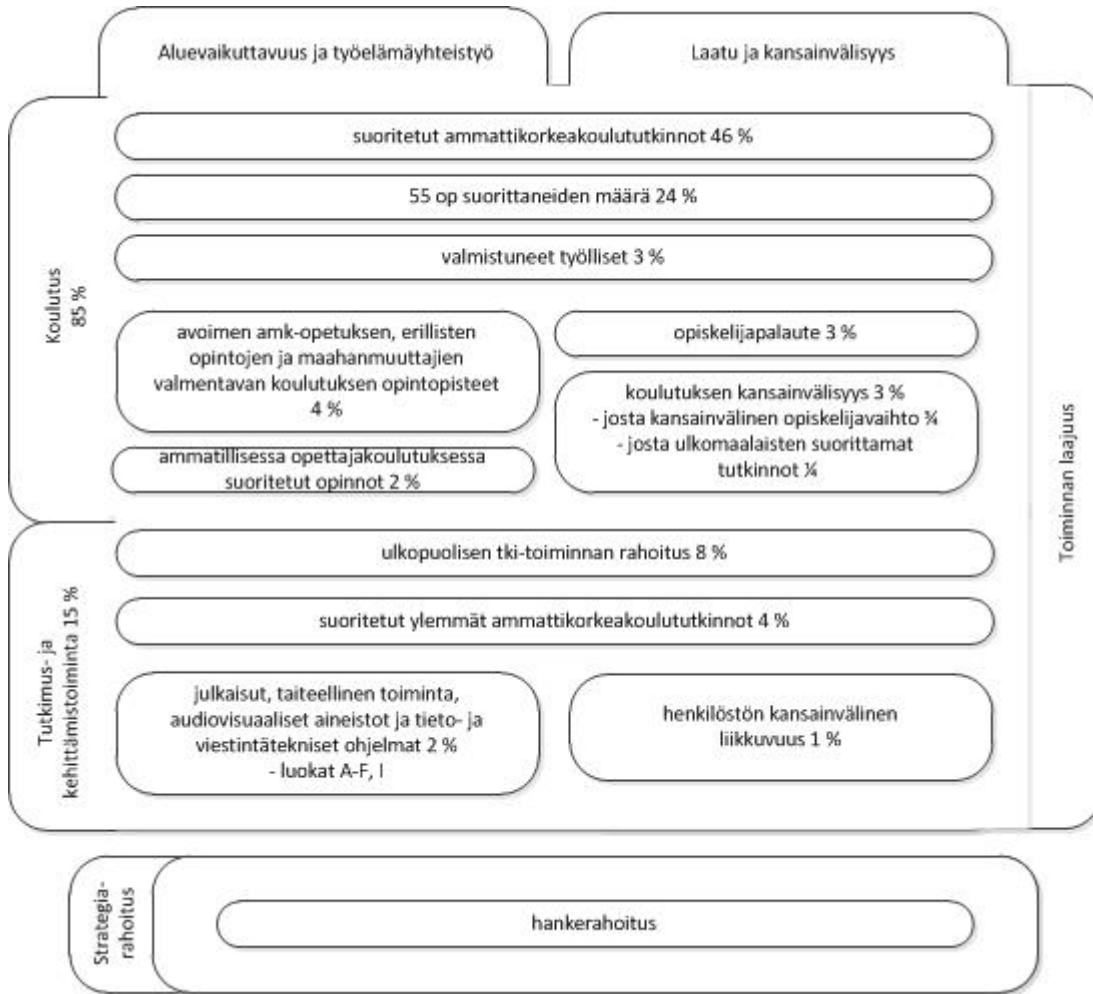 Aluevaikuttavuus ja työelämäyhteistyö
Laatu ja kansainvälisyys
Koulutus
85 %
suoritetut ammattikorkeakoulututkinnot 46 %
55 op suorittaneiden määrä 24 %
valmistuneet työlliset 3 %
avoimen amk-opetuksen, erillisten
opintojen ja maahanmuuttajien
valmentavan koulutuksen opintopisteet
4 %
ammatillisessa opettajakoulutuksessa
suoritetut opinnot 2 %
opiskelijapalaute 3 %
koulutuksen kansainvälisyys 3 %
- josta kansainvälinen opiskelijavaihto ¾
- josta ulkomaalaisten suorittamat
tutkinnot ¼
Toiminnan laajuus
Tutkimus- ja
kehittämistoiminta 15 %
ulkopuolisen tki-toiminnan rahoitus 8 %
suoritetut ylemmät ammattikorkeakoulututkinnot 4 %
julkaisut, taiteellinen toiminta,
audiovisuaaliset aineistot ja tieto- ja
viestintätekniset ohjelmat 2 %
- luokat A-F, I
henkilöstön kansainvälinen
liikkuvuus 1 %
Strategia-
rahoitus
hankerahoitus